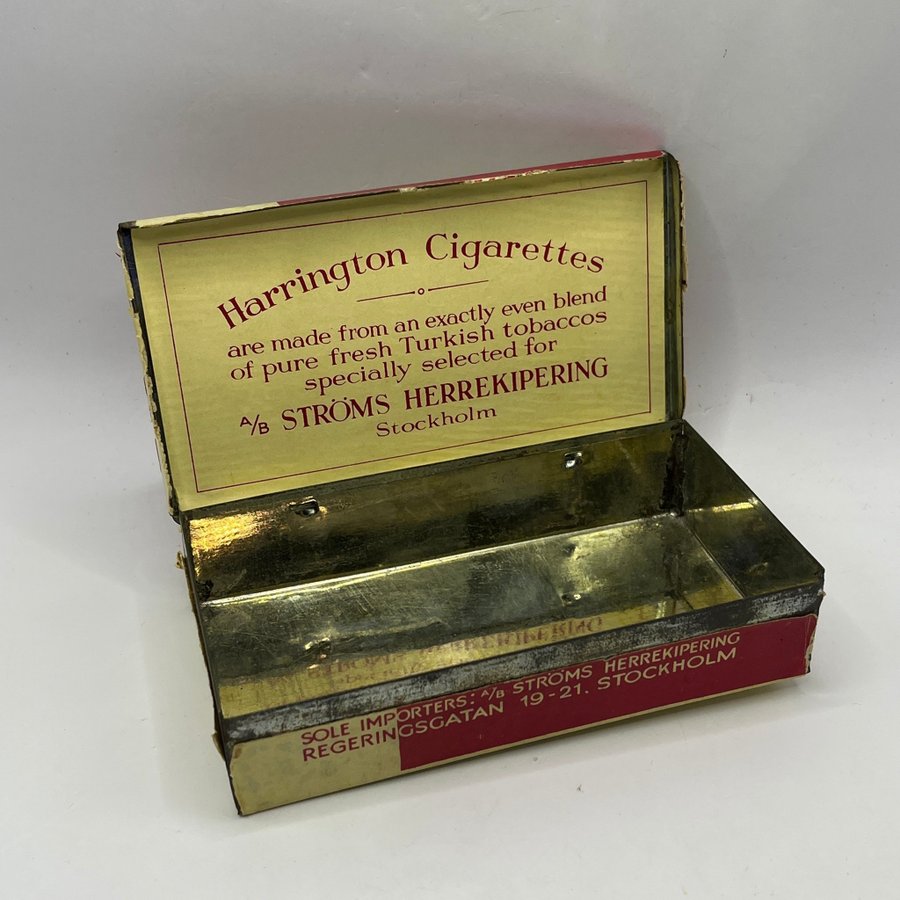 Harrington Cigarettes
are made from an exactly even blend
of pure fresh Turkish tobaccos
specially selected for
A/B STRÖMS HERREKIPERING
Stockholm
SOLE IMPORTERS: A/B STRÖMS HERREKIPERING
REGERINGSGATAN 19-21. STOCKHOLM